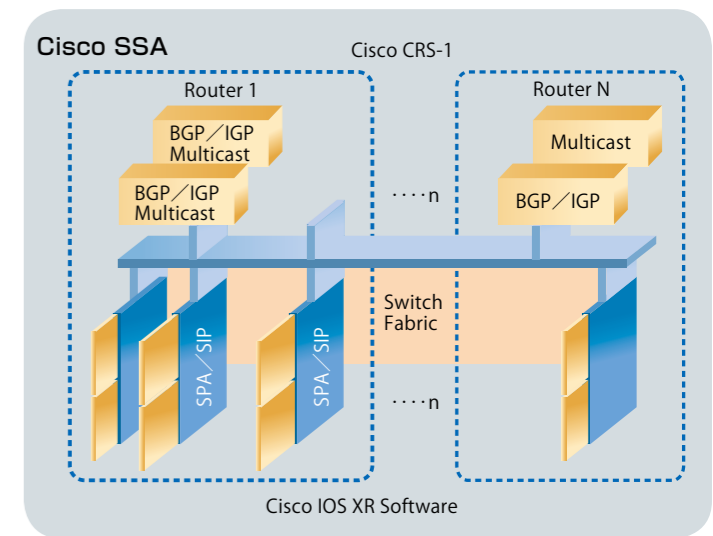 Cisco SSA
Cisco CRS-1
Router 1
BGP／IGP
Multicast
BGP／IGP
Multicast
‥‥n
Router N
Multicast
BGP／IGP
Switch
Fabric
SPA／SIP
SPA／SIP
‥‥n
Cisco IOS XR Software